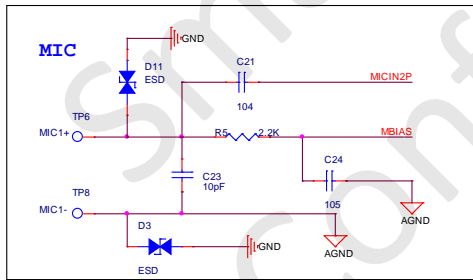 GND
MIC
D11
ESD
C21
104
MICIN2P
TP6
MIC1+
R5
2.2K
MBIAS
C23
10pF
C24
105
TP8
MIC1-
D3
ESD
GND
AGND
AGND